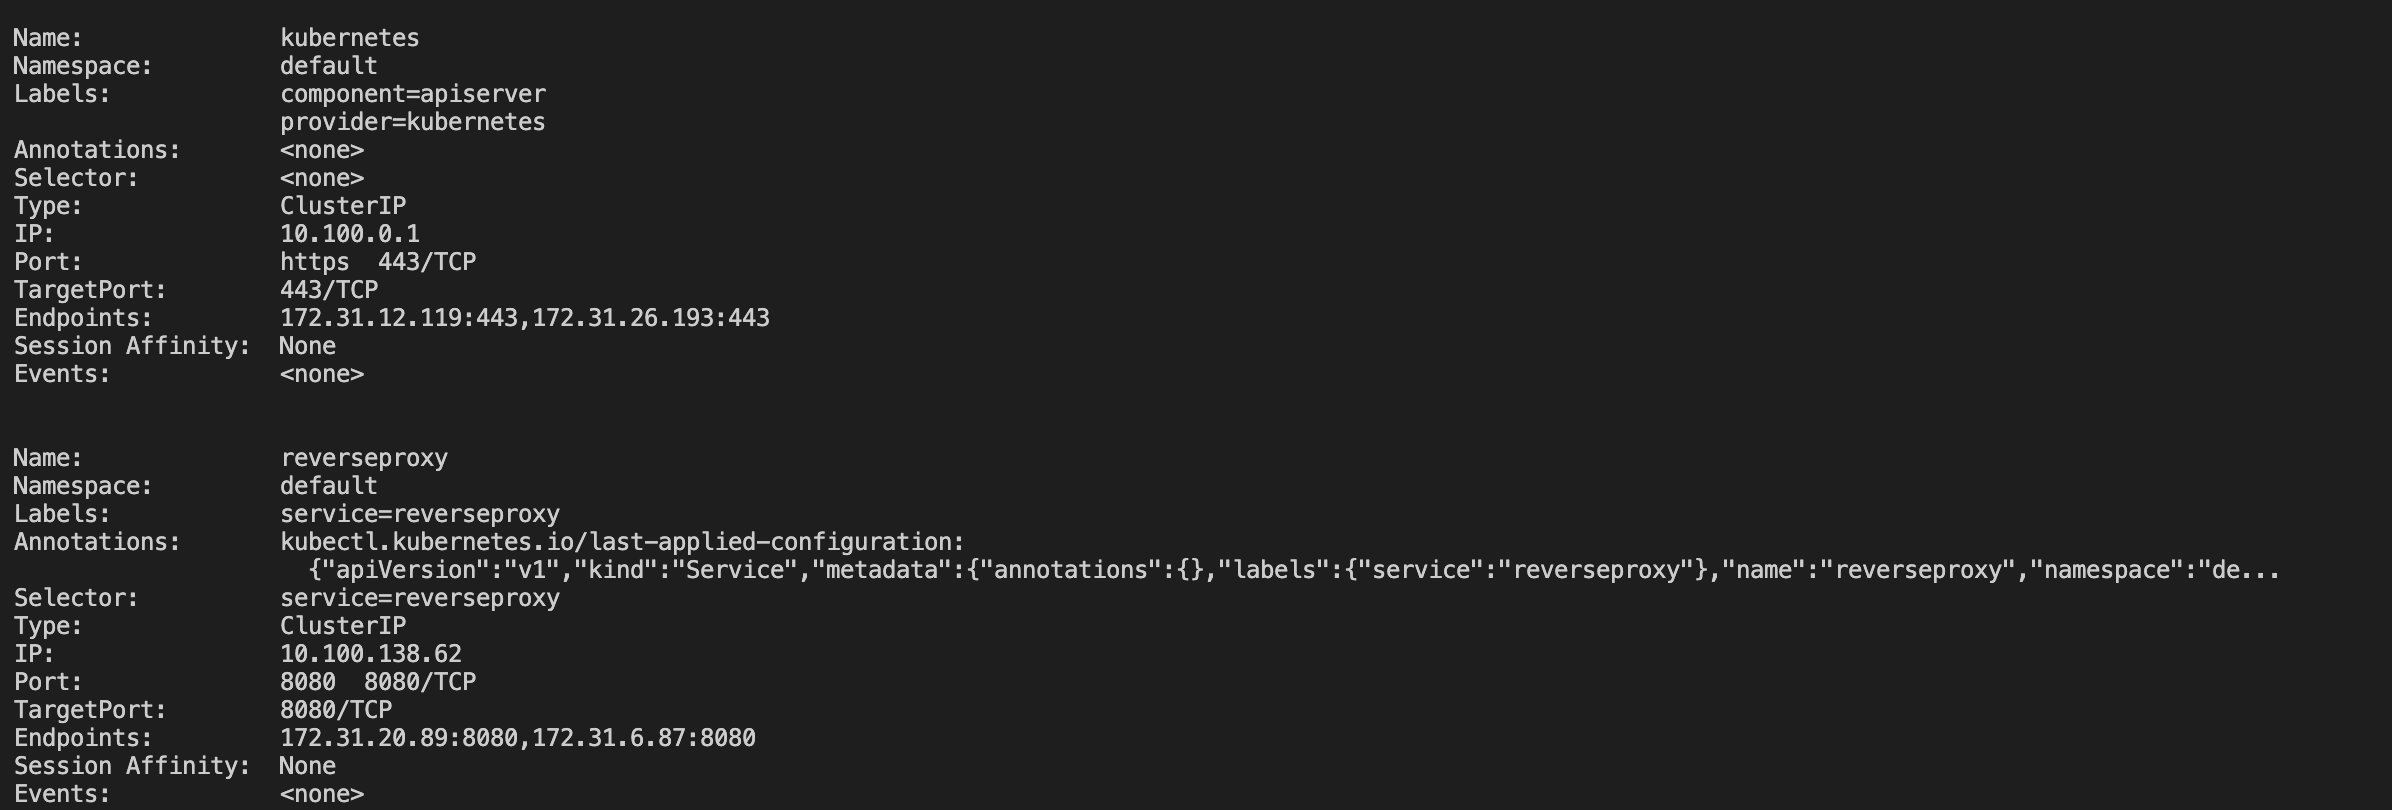 Name:              kubernetes
Namespace:         default
Labels:            component=apiserver
                   provider=kubernetes
Annotations:       <none>
Selector:          <none>
Type:              ClusterIP
IP:                10.100.0.1
Port:              https  443/TCP
TargetPort:        443/TCP
Endpoints:         172.31.12.119:443,172.31.26.193:443
Session Affinity:  None
Events:            <none>

Name:              reverseproxy
Namespace:         default
Labels:            service=reverseproxy
Annotations:       kubectl.kubernetes.io/last-applied-configuration:
                     {"apiVersion":"v1","kind":"Service","metadata":{"annotations":{},"labels":{"service":"reverseproxy"},"name":"reverseproxy","namespace":"de...
Selector:          service=reverseproxy
Type:              ClusterIP
IP:                10.100.138.62
Port:              8080  8080/TCP
TargetPort:        8080/TCP
Endpoints:         172.31.20.89:8080,172.31.6.87:8080
Session Affinity:  None
Events:            <none>